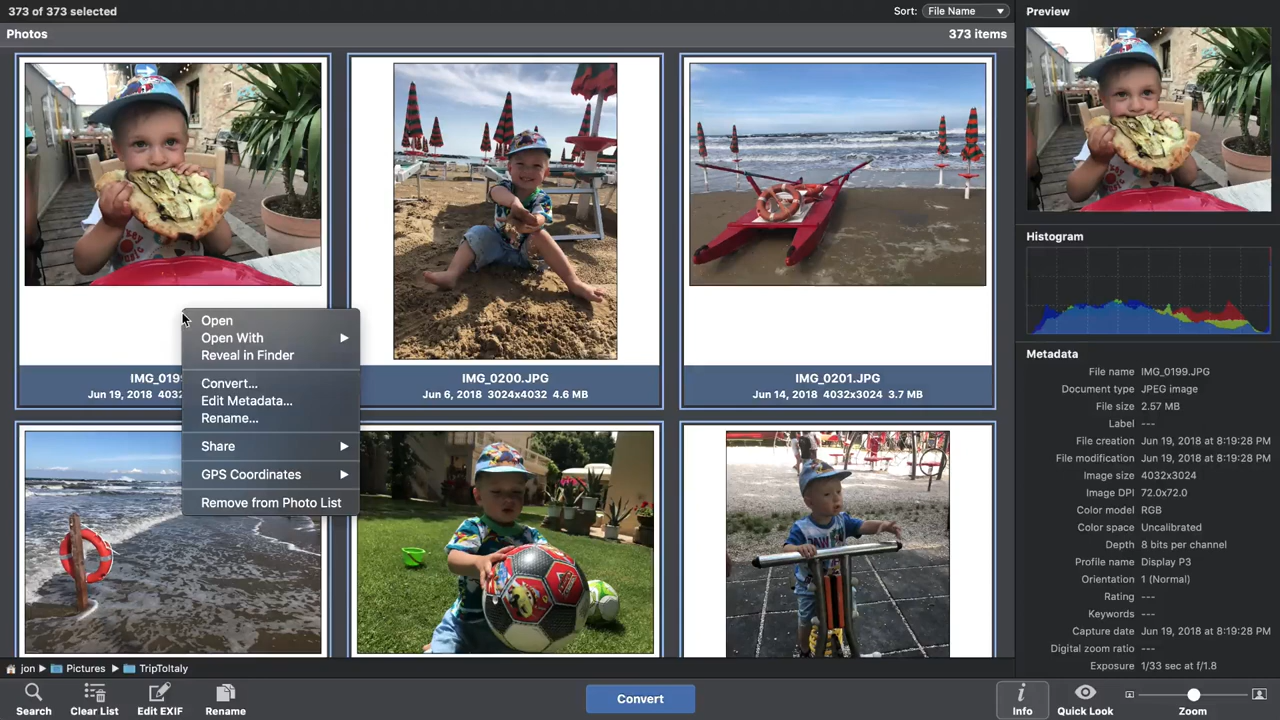 373 of 373 selected
Sort: File Name
Preview
Photos
373 items
IMG_0199
Jun 19, 2018 4032
IMG_0200.JPG
Jun 6, 2018 3024x4032 4.6 MB
IMG_0201.JPG
Jun 14, 2018 4032x3024 3.7 MB
Open
Open With
Reveal in Finder
Convert...
Edit Metadata...
Rename...
Share
GPS Coordinates
Remove from Photo List
Histogram
Metadata
File name IMG_0199.JPG
Document type JPEG image
File size 2.57 MB
Label ---
File creation Jun 19, 2018 at 8:19:28 PM
File modification Jun 19, 2018 at 8:19:28 PM
Image size 4032x3024
Image DPI 72.0x72.0
Color model RGB
Color space Uncalibrated
Depth 8 bits per channel
Profile name Display P3
Orientation 1 (Normal)
Rating ---
Keywords ---
Capture date Jun 19, 2018 at 8:19:28 PM
Digital zoom ratio ---
Exposure 1/33 sec at f/1.8
jon Pictures TripToItaly
Search
Clear List
Edit EXIF
Rename
Convert
Info
Quick Look
Zoom